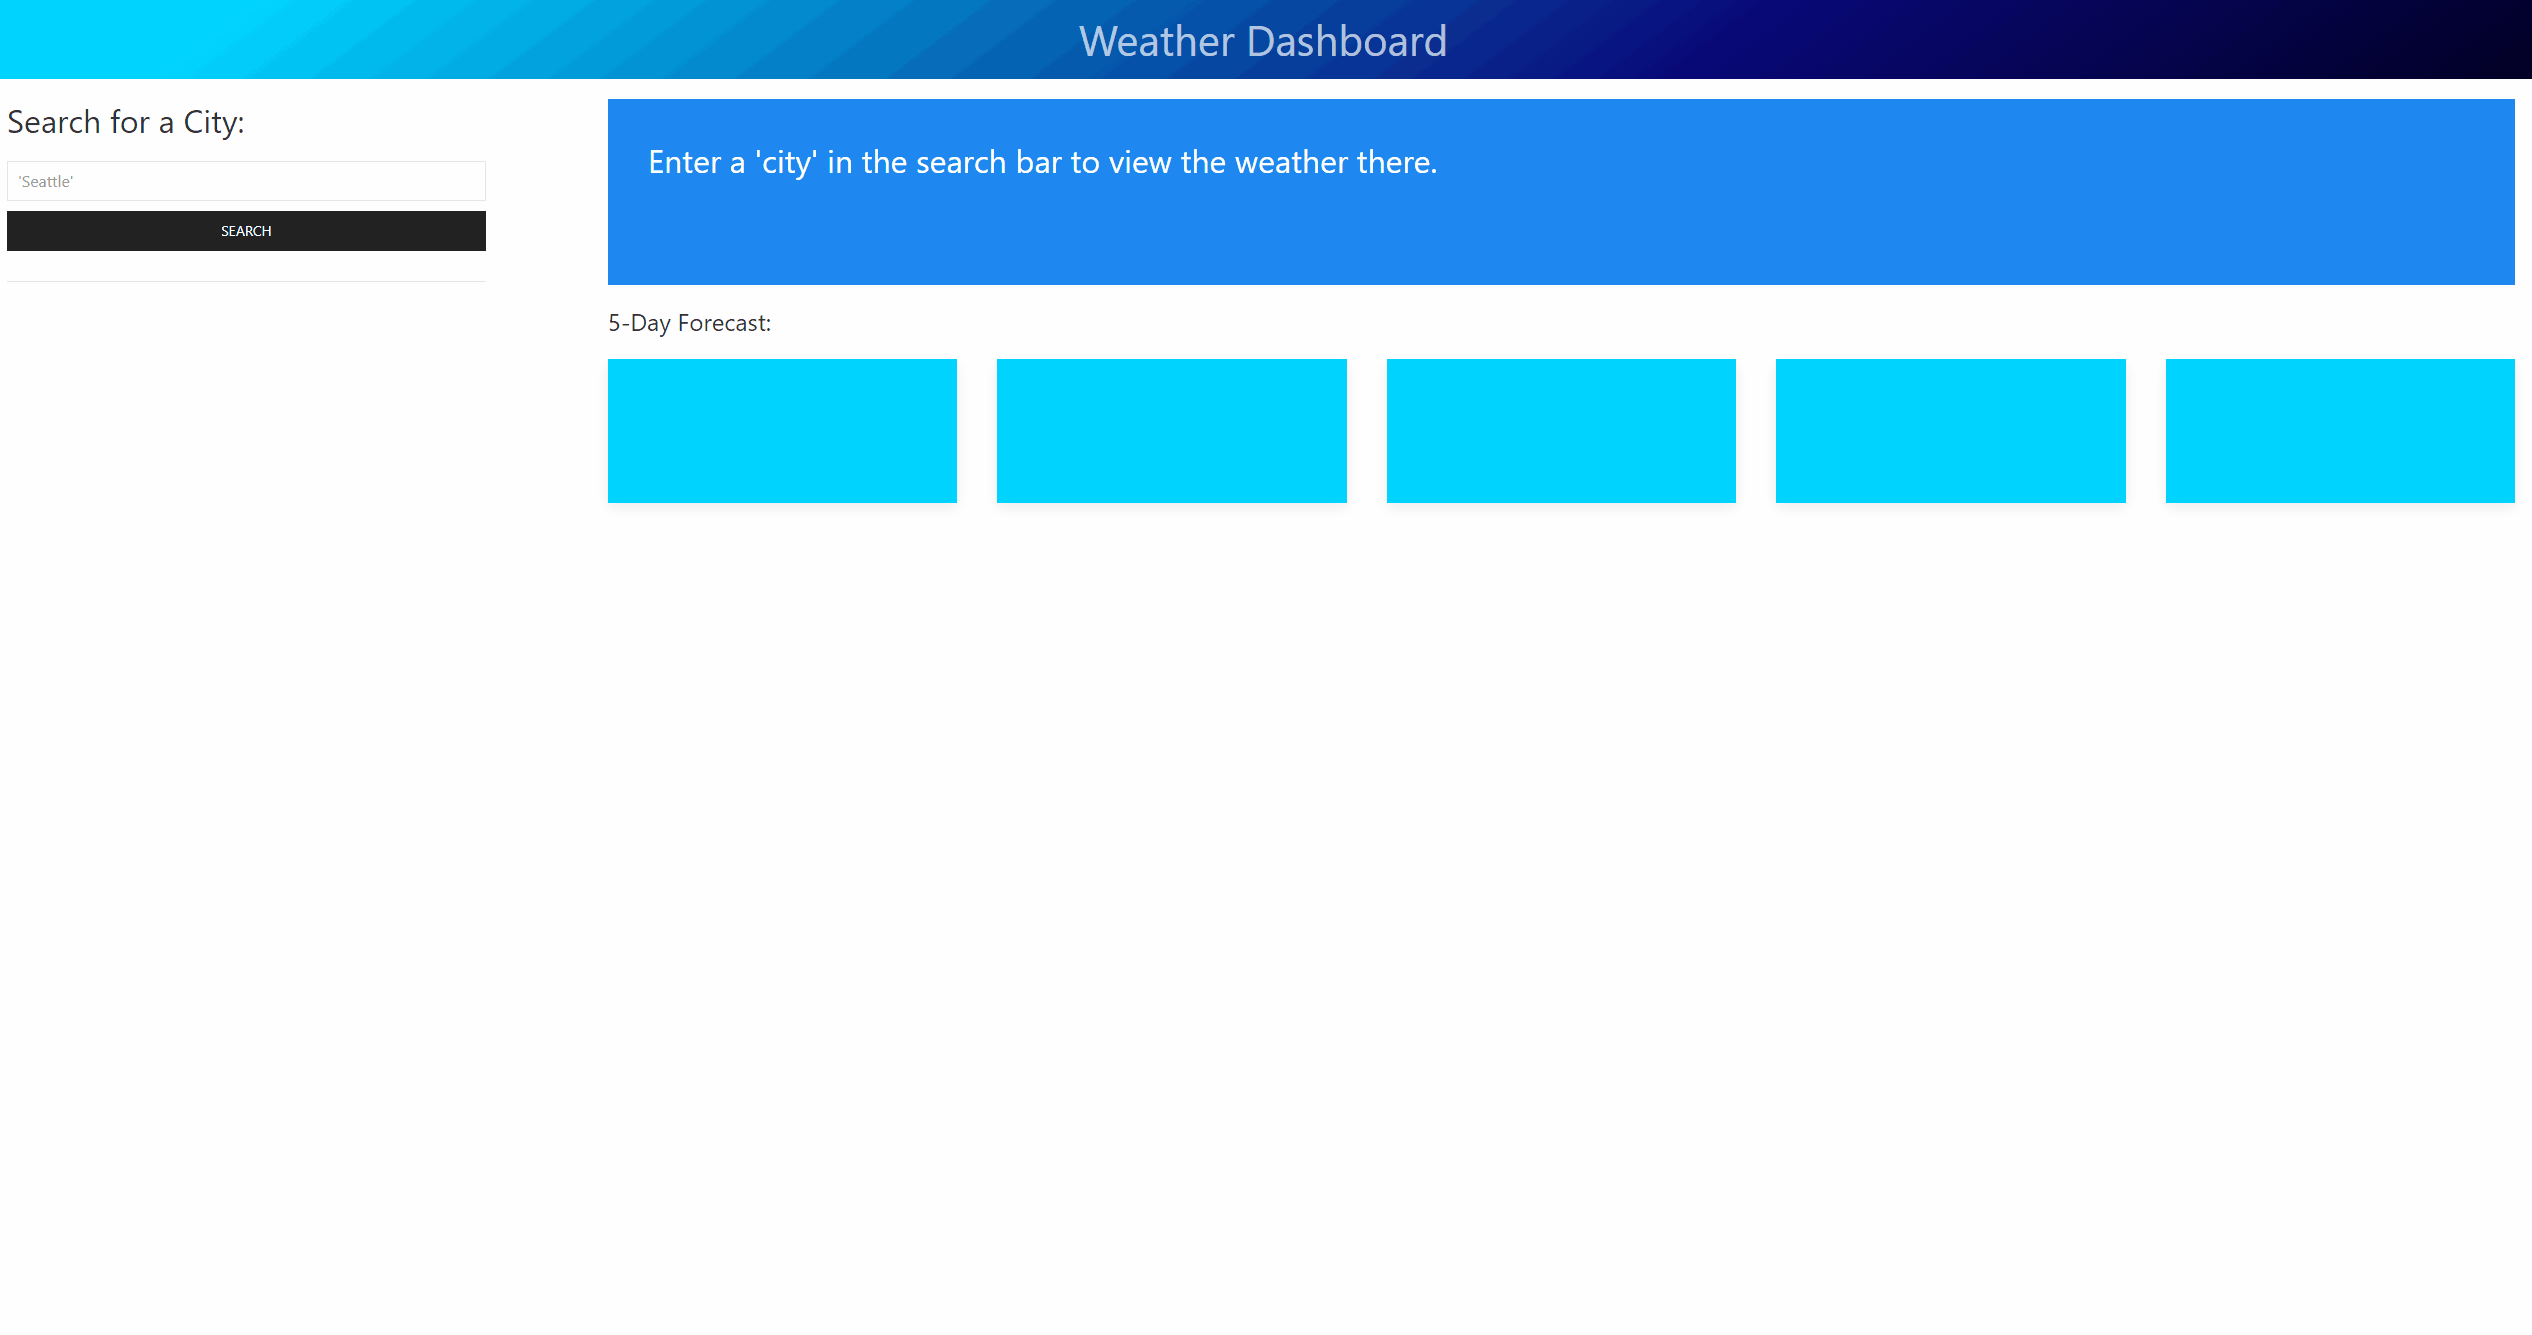 Weather Dashboard
Search for a City:
'Seattle'
SEARCH
Enter a 'city' in the search bar to view the weather there.
5-Day Forecast: